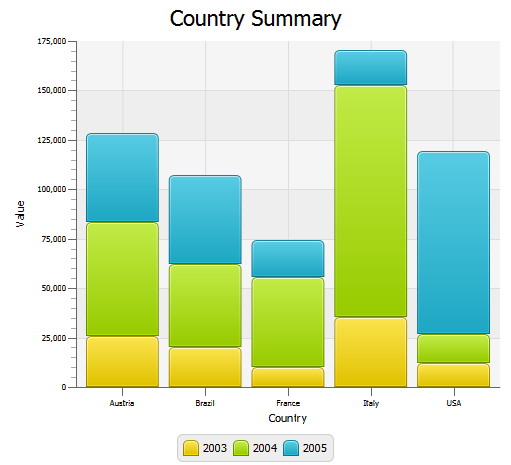 Country Summary
175,000
150,000
125,000
100,000
75,000
50,000
25,000
0
Value
Austria Brazil France Italy USA
Country
2003 2004 2005